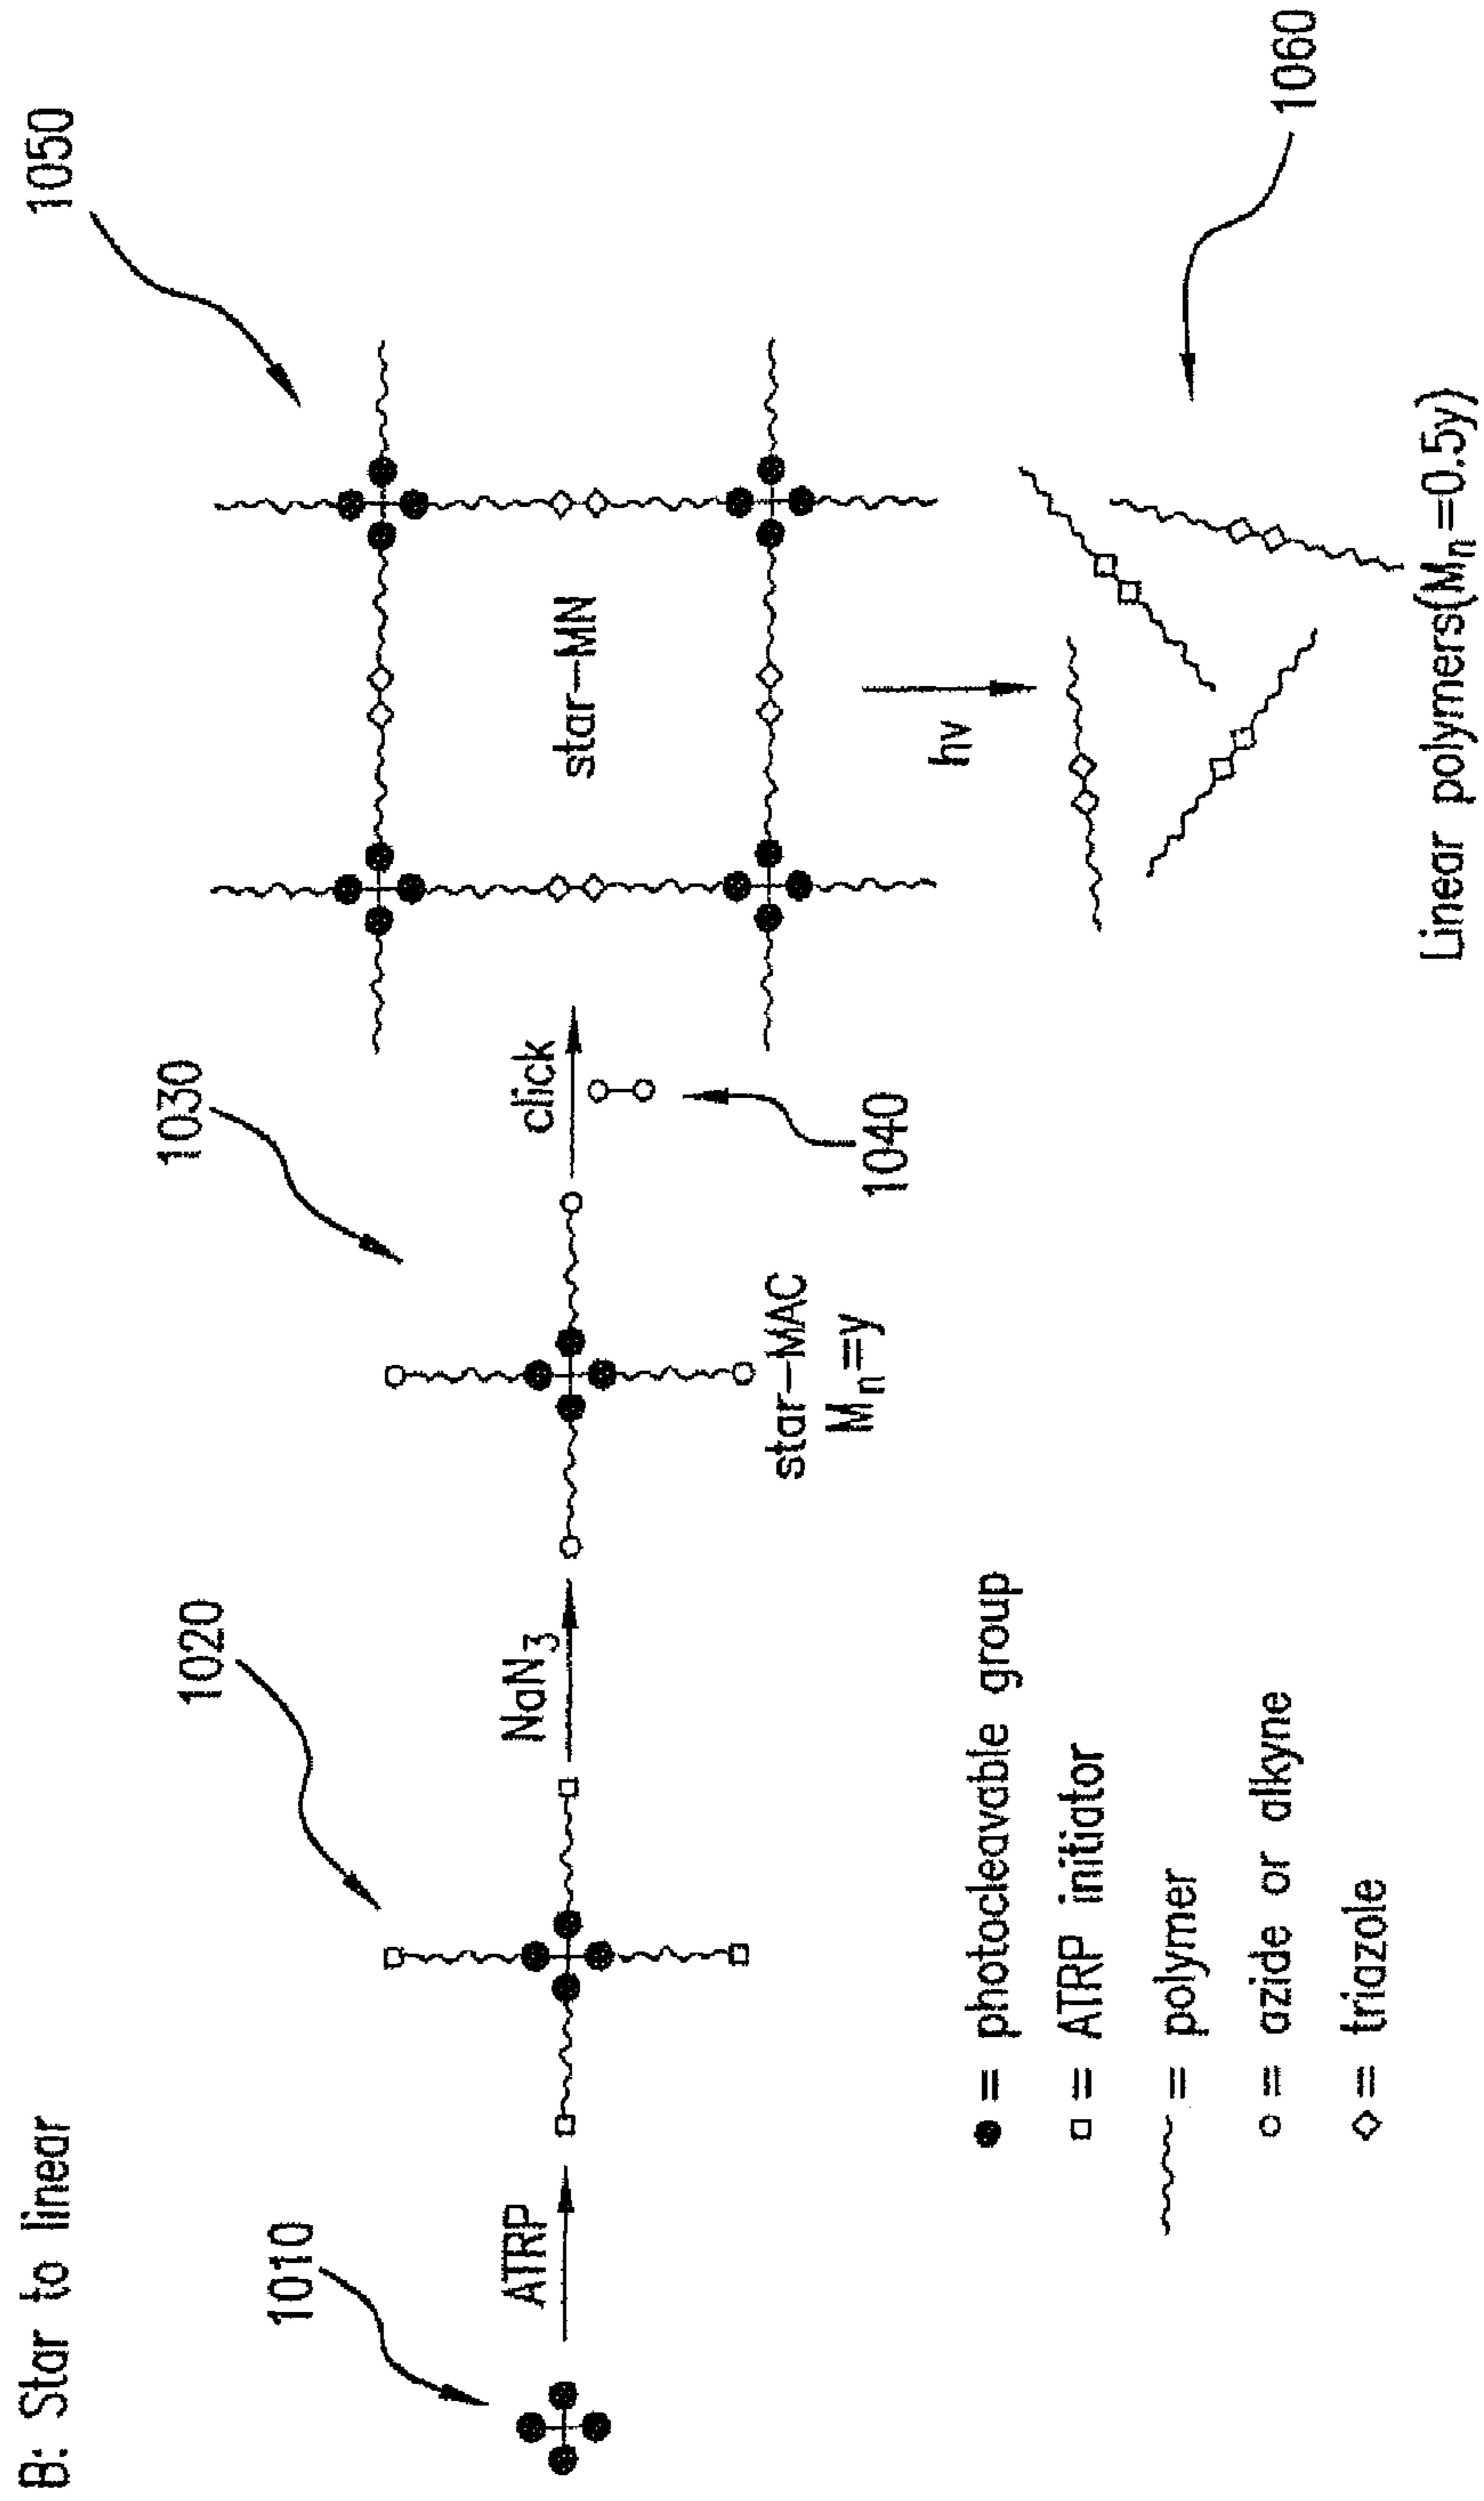 B: Star to linear
1010
ATRP
1020
NaN3
1030
star-MAC
Mn=y
click
1040
1050
star-MN
hv
1060
Linear polymers(Mn=0.5y)
= photocleavable group
= ATRP initiator
= polymer
= azide or alkyne
= triazole